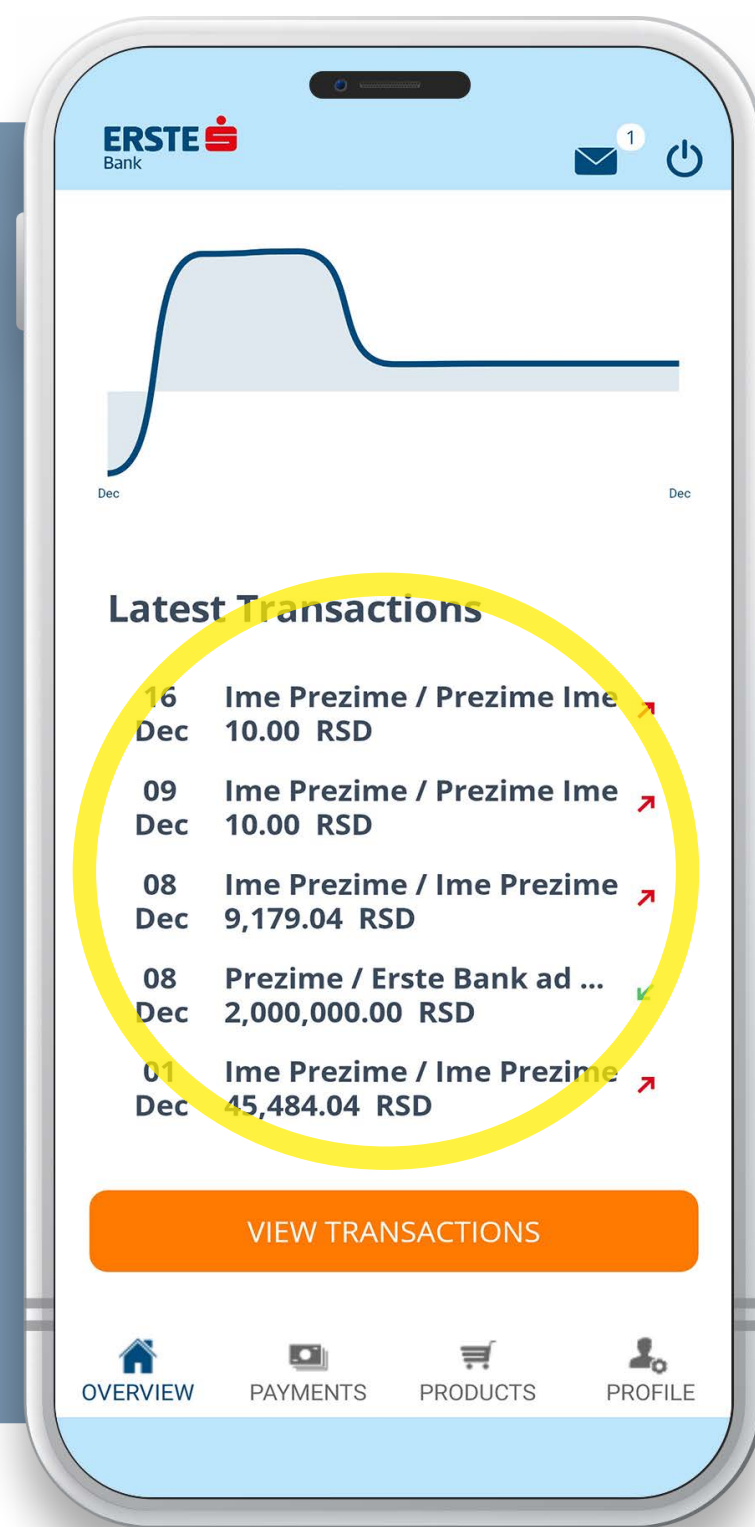 ERSTE
Bank
1
Dec
Dec
Latest Transactions
16 Ime Prezime / Prezime Ime
Dec 10.00 RSD
09 Ime Prezime / Prezime Ime
Dec 10.00 RSD
08 Ime Prezime / Ime Prezime
Dec 9,179.04 RSD
08 Prezime / Erste Bank ad ...
Dec 2,000,000.00 RSD
01 Ime Prezime / Ime Prezime
Dec 45,484.04 RSD
VIEW TRANSACTIONS
OVERVIEW PAYMENTS PRODUCTS PROFILE